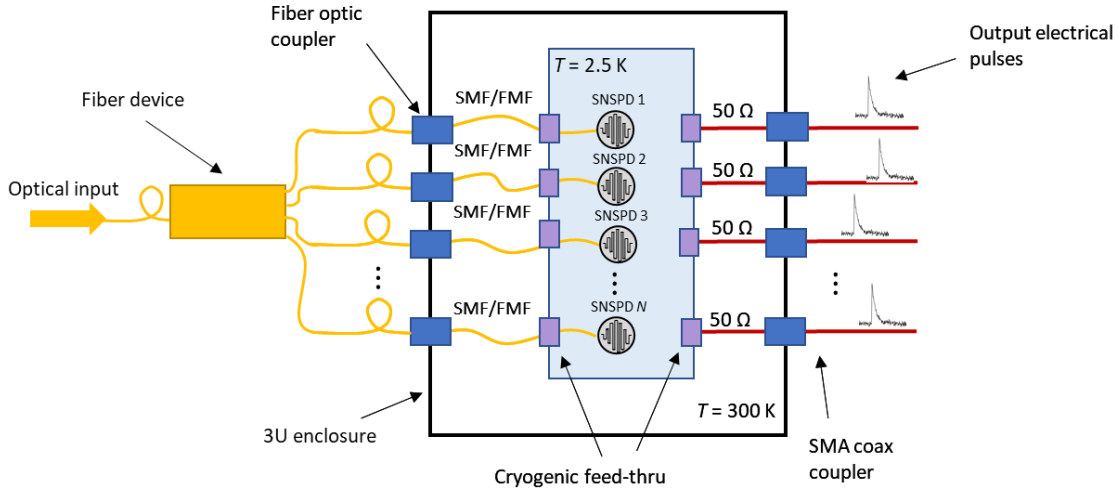 Fiber optic
coupler
Output electrical
pulses
T = 2.5 K
Fiber device
SMF/FMF
SNSPD 1
50 Ω
SMF/FMF
SNSPD 2
50 Ω
Optical input
SMF/FMF
SNSPD 3
50 Ω
SMF/FMF
SNSPD N
50 Ω
T = 300 K
3U enclosure
SMA coax
coupler
Cryogenic feed-thru